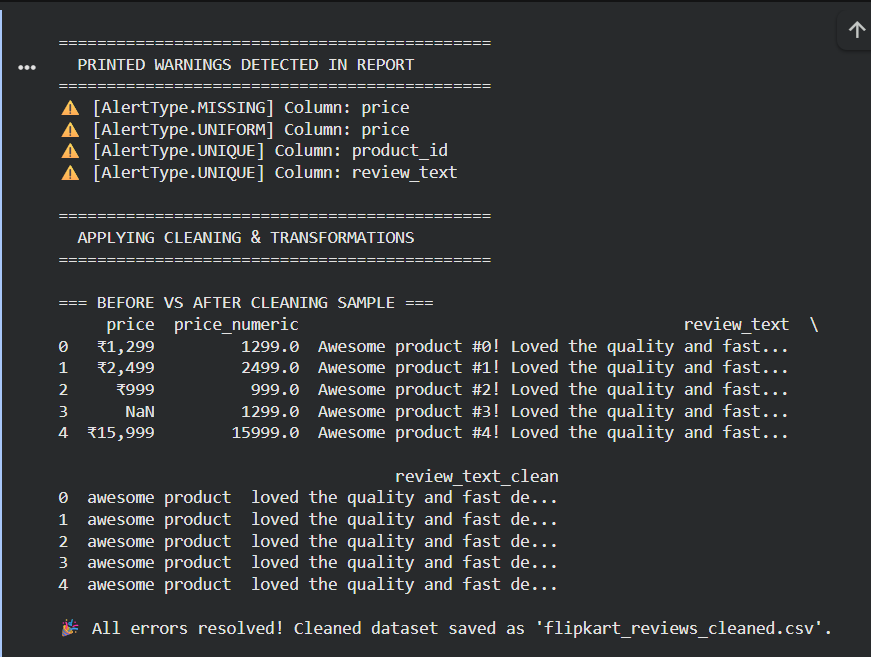 =============================================
PRINTED WARNINGS DETECTED IN REPORT
=============================================
⚠️ [AlertType.MISSING] Column: price
⚠️ [AlertType.UNIFORM] Column: price
⚠️ [AlertType.UNIQUE] Column: product_id
⚠️ [AlertType.UNIQUE] Column: review_text
=============================================
APPLYING CLEANING & TRANSFORMATIONS
=============================================
=== BEFORE VS AFTER CLEANING SAMPLE ===
price price_numeric review_text \
0 ₹1,299 1299.0 Awesome product #0! Loved the quality and fast...
1 ₹2,499 2499.0 Awesome product #1! Loved the quality and fast...
2 ₹999 999.0 Awesome product #2! Loved the quality and fast...
3 NaN 1299.0 Awesome product #3! Loved the quality and fast...
4 ₹15,999 15999.0 Awesome product #4! Loved the quality and fast...
review_text_clean
0 awesome product  loved the quality and fast de...
1 awesome product  loved the quality and fast de...
2 awesome product  loved the quality and fast de...
3 awesome product  loved the quality and fast de...
4 awesome product  loved the quality and fast de...
🎉 All errors resolved! Cleaned dataset saved as 'flipkart_reviews_cleaned.csv'.